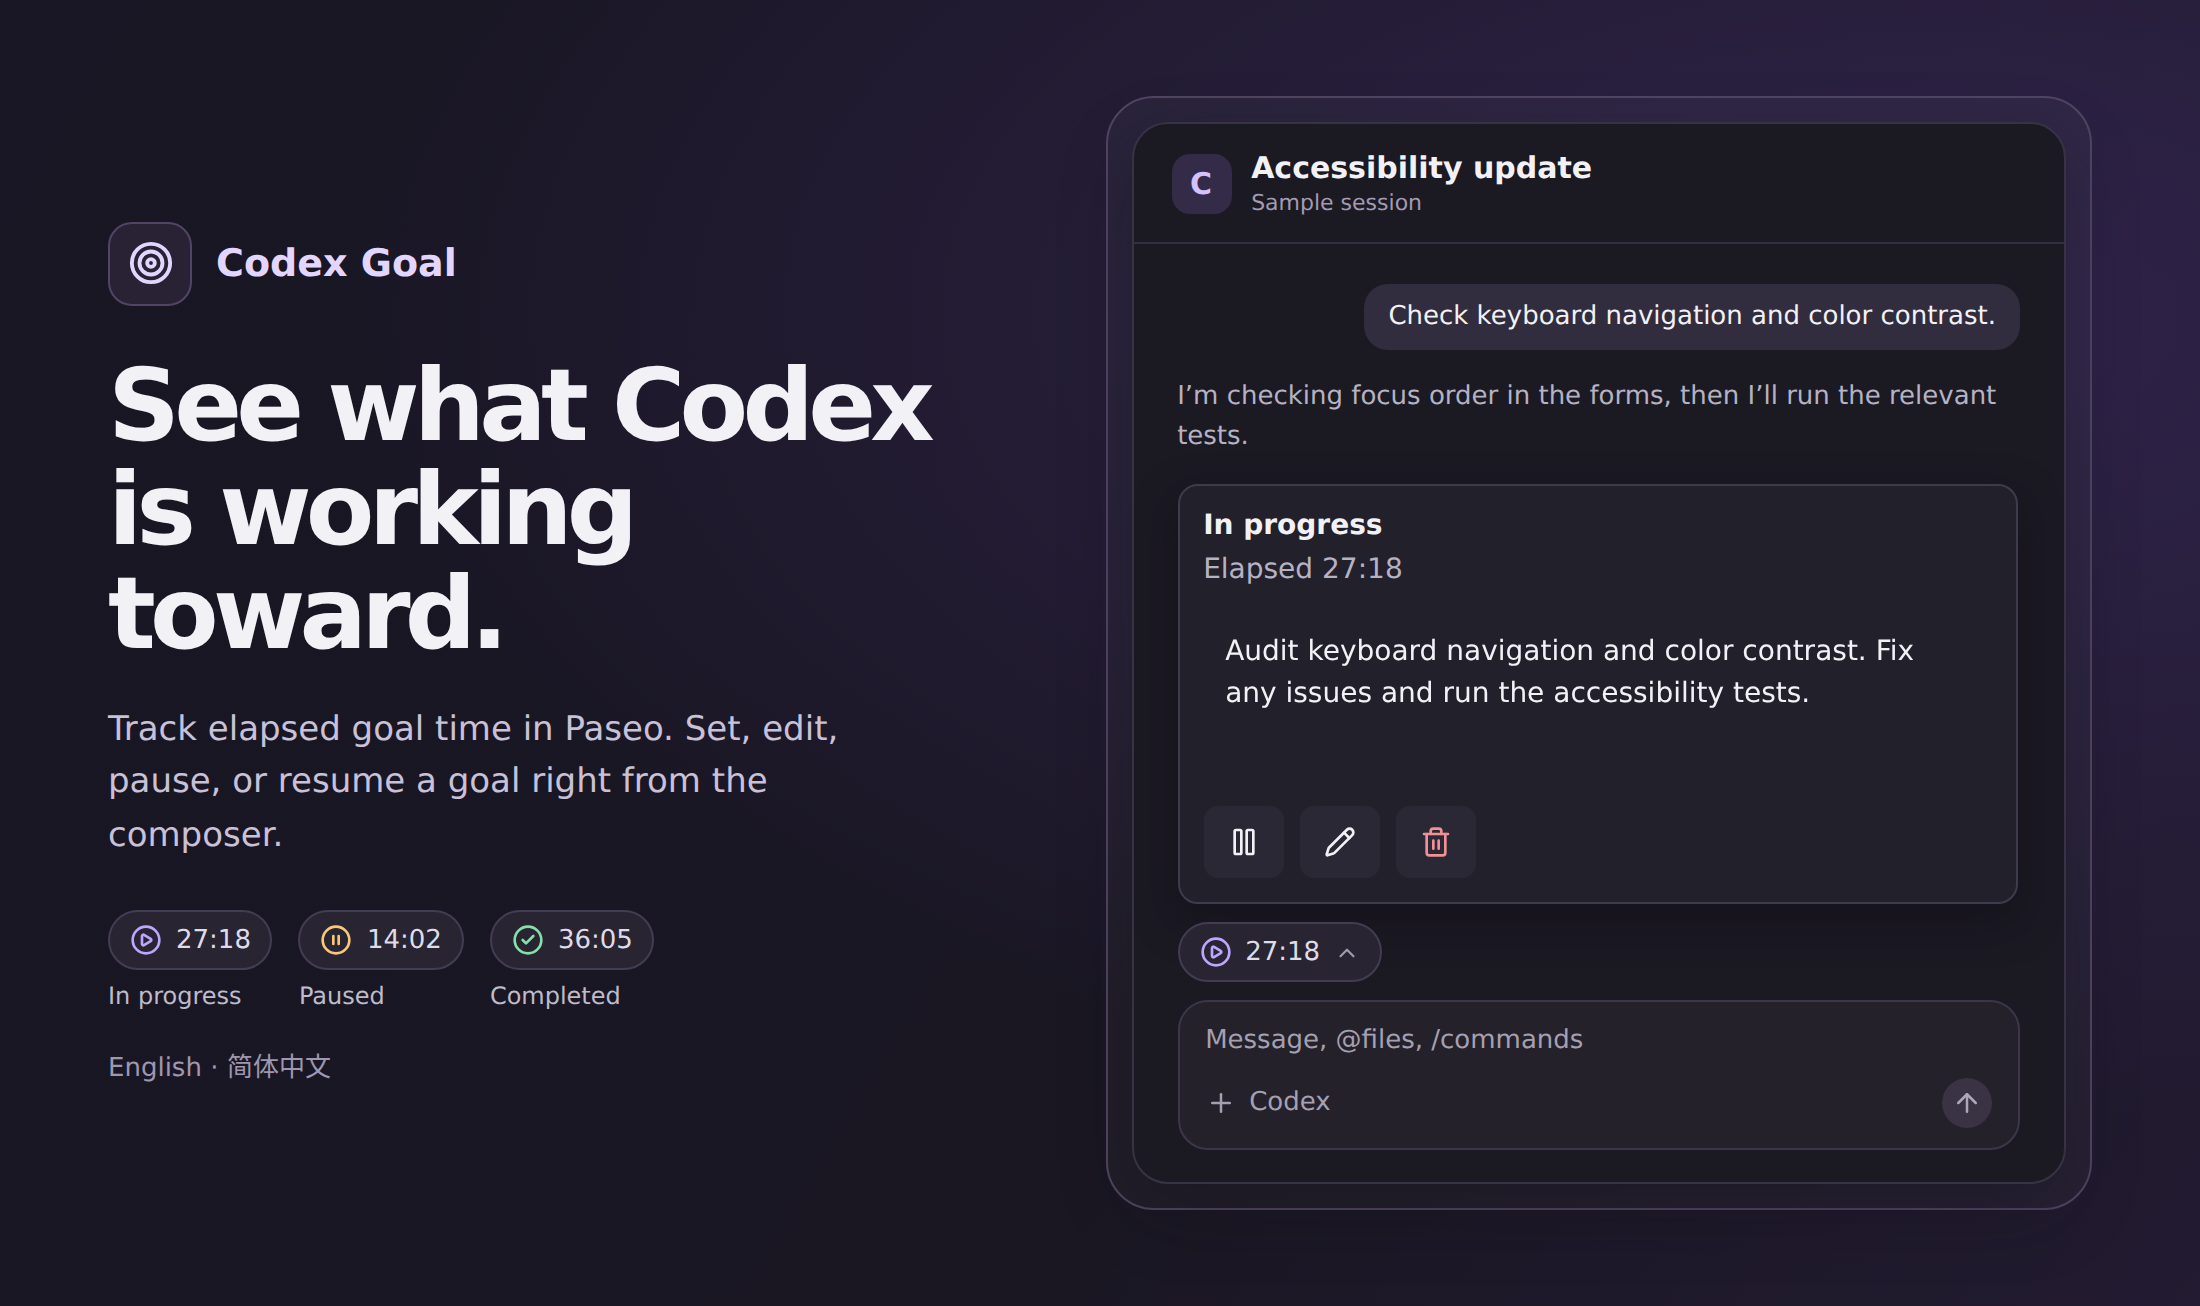 Codex Goal
See what Codex
is working
toward.
Track elapsed goal time in Paseo. Set, edit,
pause, or resume a goal right from the
composer.
27:18
14:02
36:05
In progress
Paused
Completed
English · 简体中文
C
Accessibility update
Sample session
Check keyboard navigation and color contrast.
I’m checking focus order in the forms, then I’ll run the relevant
tests.
In progress
Elapsed 27:18
Audit keyboard navigation and color contrast. Fix
any issues and run the accessibility tests.
27:18
Message, @files, /commands
Codex